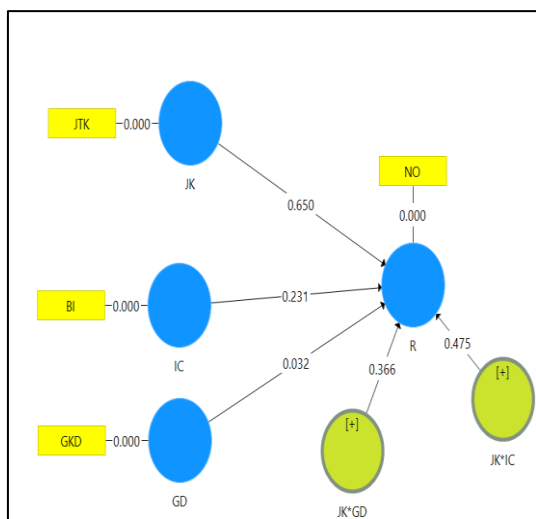 JTK
0.000
JK
NO
0.650
0.000
BI
0.000
IC
0.231
R
0.032
0.366
0.475
[+]
JK*IC
GKD
0.000
GD
[+]
JK*GD